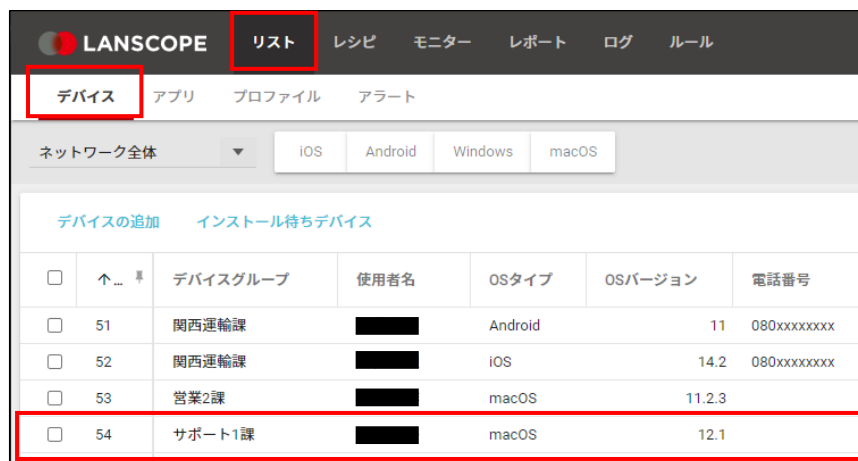 LANSCOPE リスト レシピ モニター レポート ログ ルール
デバイス アプリ プロファイル アラート
ネットワーク全体 iOS Android Windows macOS
デバイスの追加 インストール待ちデバイス
↑... デバイスグループ 使用者名 OSタイプ OSバージョン 電話番号
51 関西運輸課 Android 11 080xxxxxxxx
52 関西運輸課 iOS 14.2 080xxxxxxxx
53 営業2課 macOS 11.2.3
54 サポート1課 macOS 12.1